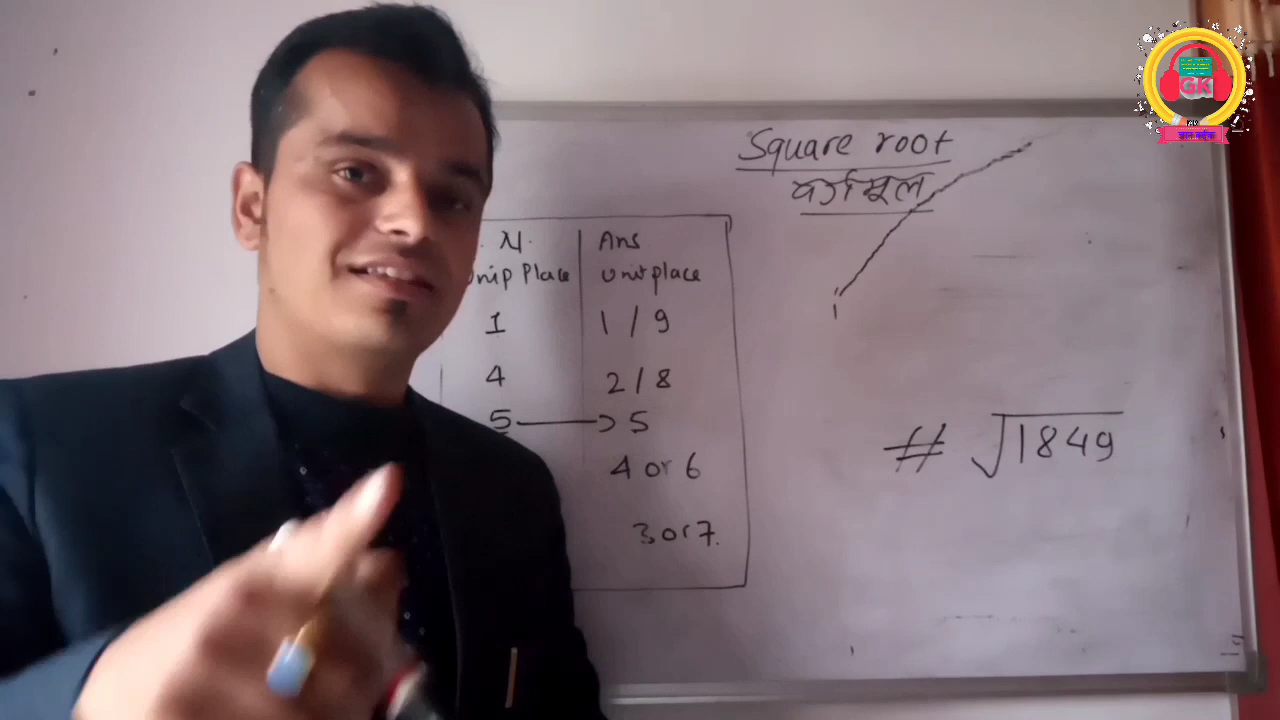 Square root
वर्गमूल
. N. Ans
Unip Place Unit place
1 1 / 9
4 2 / 8
5 → 5
4 or 6
3 or 7.
# √1849
GK
ज्ञान